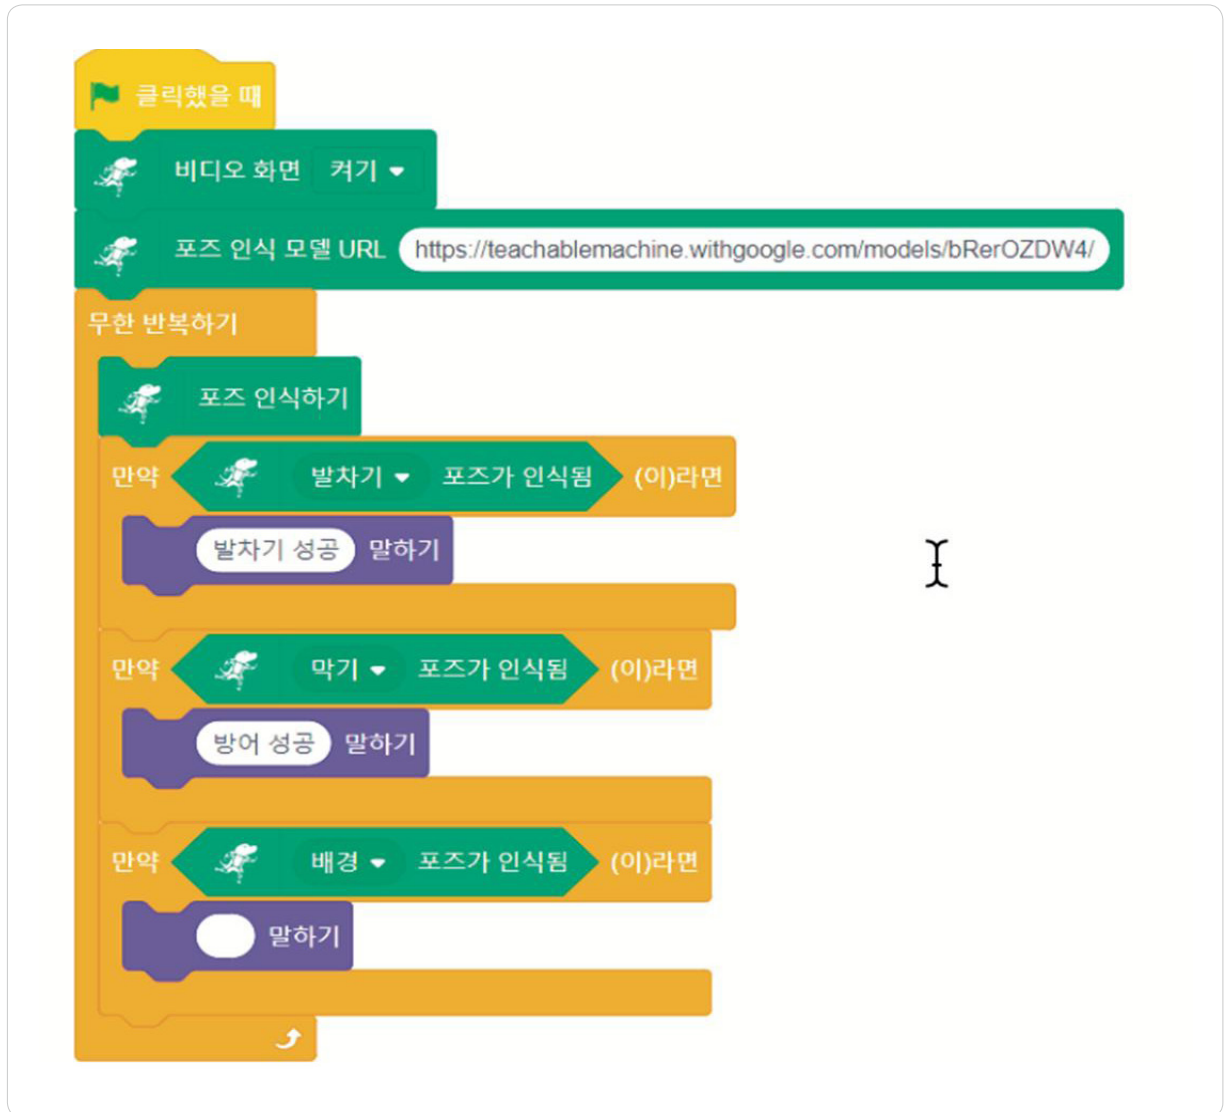 클릭했을 때
비디오 화면 켜기
포즈 인식 모델 URL https://teachablemachine.withgoogle.com/models/bRerOZDW4/
무한 반복하기
포즈 인식하기
만약 발차기 포즈가 인식됨 (이)라면
발차기 성공 말하기
만약 막기 포즈가 인식됨 (이)라면
방어 성공 말하기
만약 배경 포즈가 인식됨 (이)라면
말하기